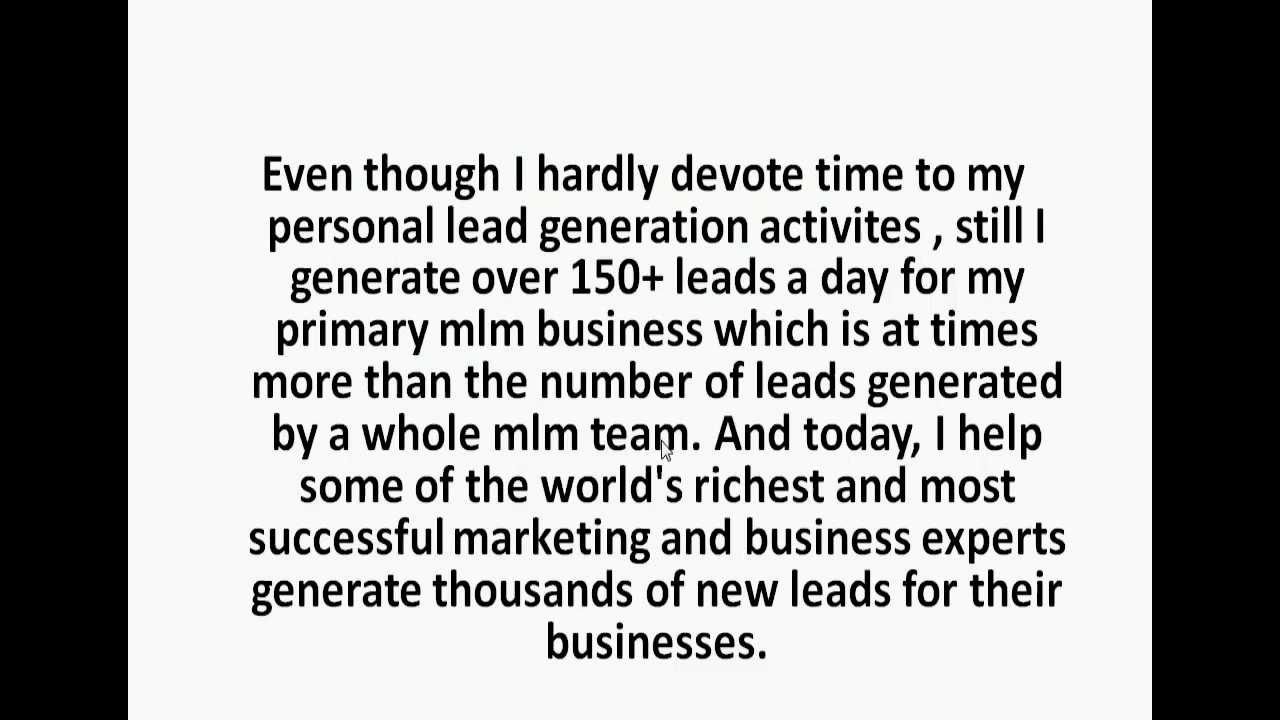 Even though I hardly devote time to my
personal lead generation activites , still I
generate over 150+ leads a day for my
primary mlm business which is at times
more than the number of leads generated
by a whole mlm team. And today, I help
some of the world's richest and most
successful marketing and business experts
generate thousands of new leads for their
businesses.